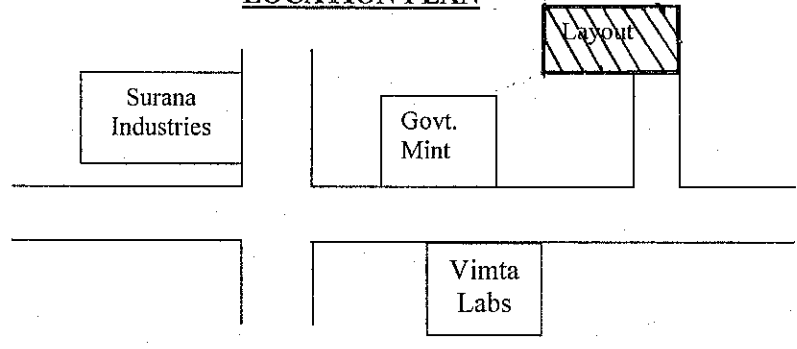 LOCATION PLAN
Layout
Surana
Industries
Govt.
Mint
Vimta
Labs